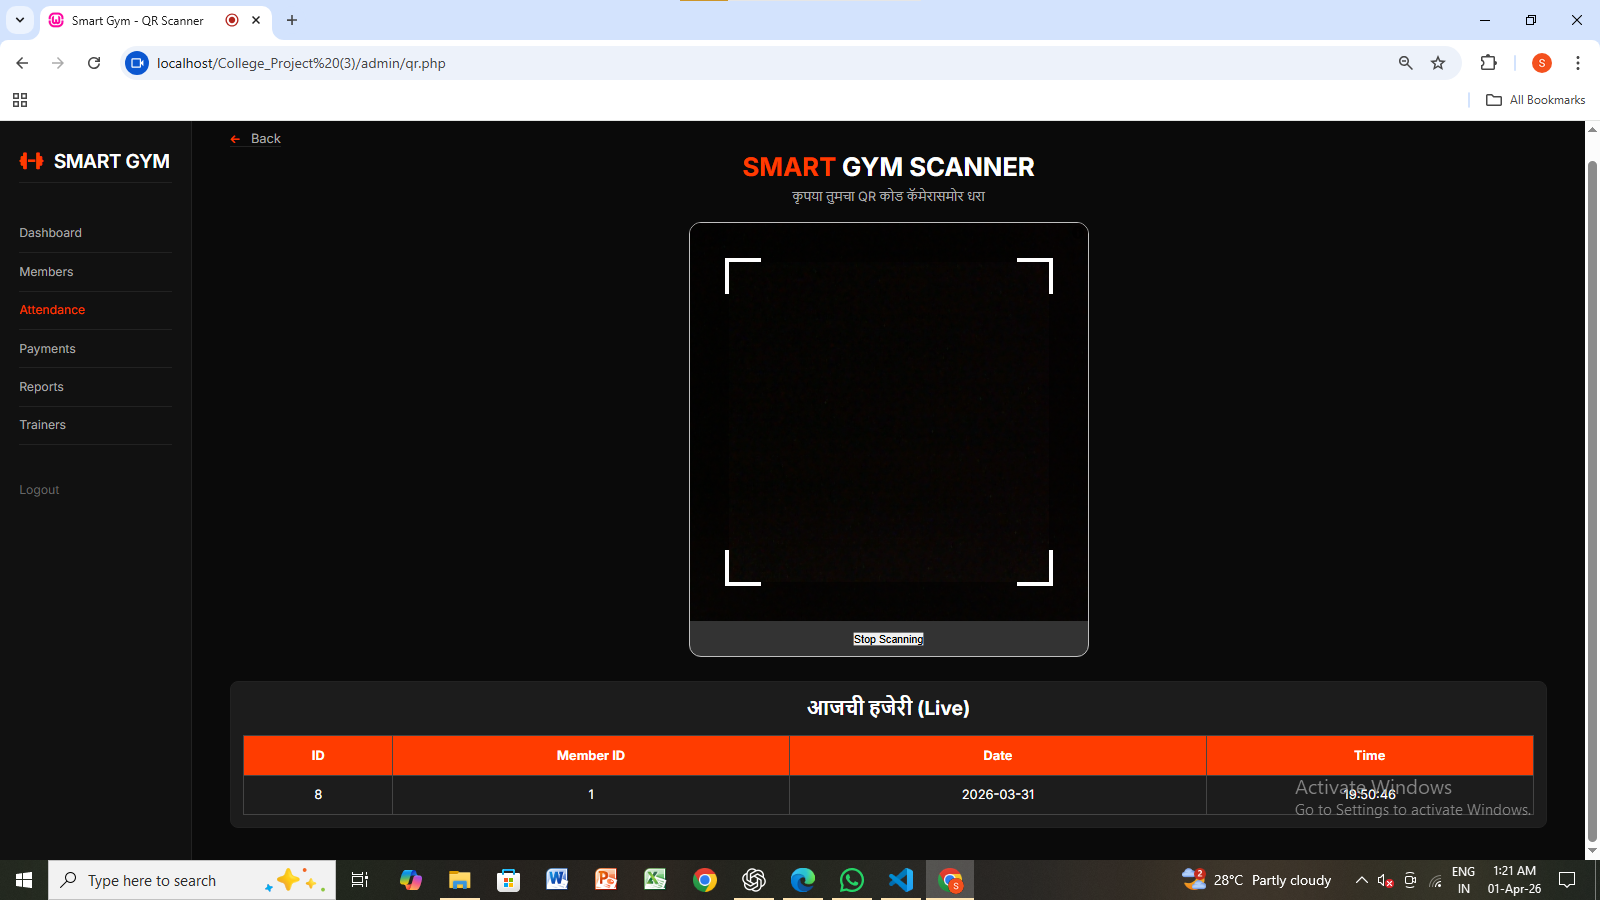 Smart Gym - QR Scanner
localhost/College_Project%20(3)/admin/qr.php
S
All Bookmarks
SMART GYM
Dashboard
Members
Attendance
Payments
Reports
Trainers
Logout
← Back
SMART GYM SCANNER
कृपया तुमचा QR कोड कॅमेरासमोर धरा
Stop Scanning
आजची हजेरी (Live)
ID Member ID Date Time
8 1 2026-03-31 19:50:46
Activate Windows
Go to Settings to activate Windows.
Type here to search
2
28°C Partly cloudy
ENG
IN
1:21 AM
01-Apr-26